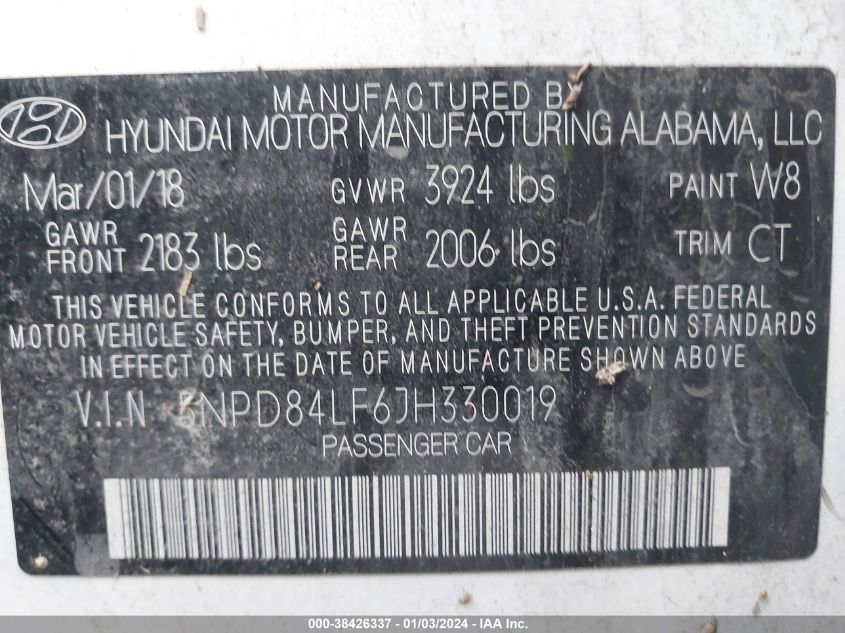 MANUFACTURED BY
HYUNDAI MOTOR MANUFACTURING ALABAMA, LLC
Mar/01/18 GVWR 3924 lbs PAINT W8
GAWR FRONT 2183 lbs GAWR REAR 2006 lbs TRIM CT
THIS VEHICLE CONFORMS TO ALL APPLICABLE U.S.A. FEDERAL
MOTOR VEHICLE SAFETY, BUMPER, AND THEFT PREVENTION STANDARDS
IN EFFECT ON THE DATE OF MANUFACTURE SHOWN ABOVE
V.I.N 5NPD84LF6JH330019
PASSENGER CAR
000-38426337 - 01/03/2024 - IAA Inc.